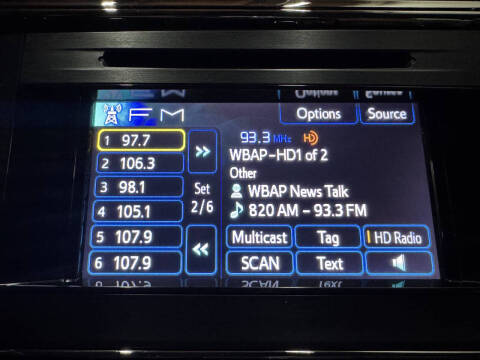 FM
Options
Source
1 97.7
2 106.3
3 98.1
4 105.1
5 107.9
6 107.9
>>
Set
2/6
<<
93.3 MHz HD
WBAP-HD1 of 2
Other
WBAP News Talk
820 AM - 93.3 FM
Multicast
Tag
HD Radio
SCAN
Text